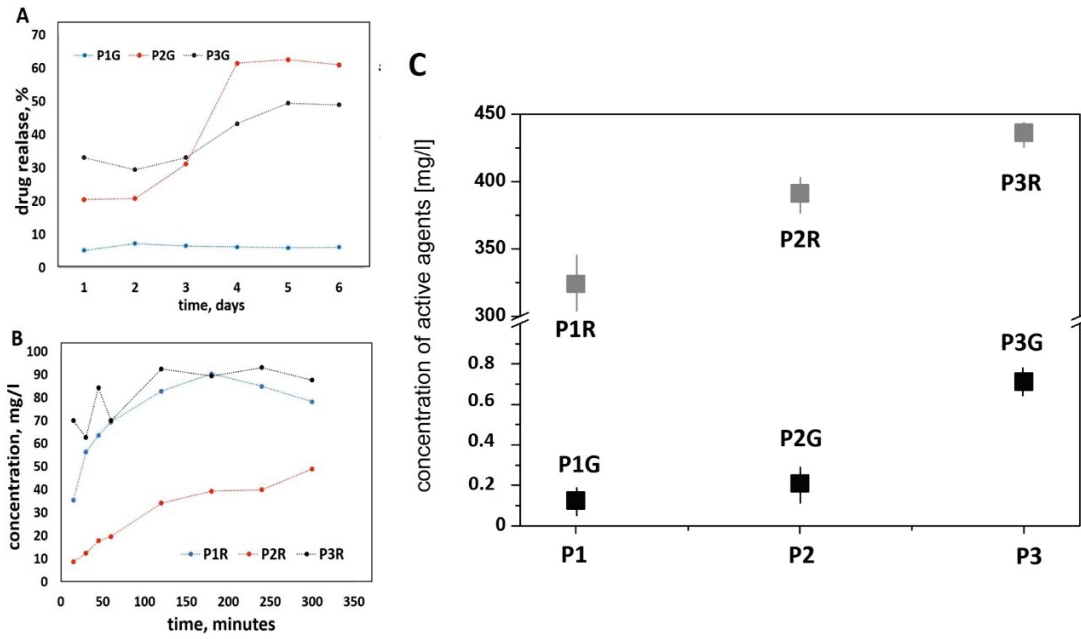 A
70
60
50
40
30
20
10
0
drug realase, %
P1G P2G P3G
1 2 3 4 5 6
time, days
B
100
90
80
70
60
50
40
30
20
10
0
concentration, mg/l
P1R P2R P3R
0 50 100 150 200 250 300 350
time, minutes
C
450
400
350
300
0.8
0.6
0.4
0.2
0
concentration of active agents [mg/l]
P3R
P2R
P1R
P3G
P2G
P1G
P1 P2 P3